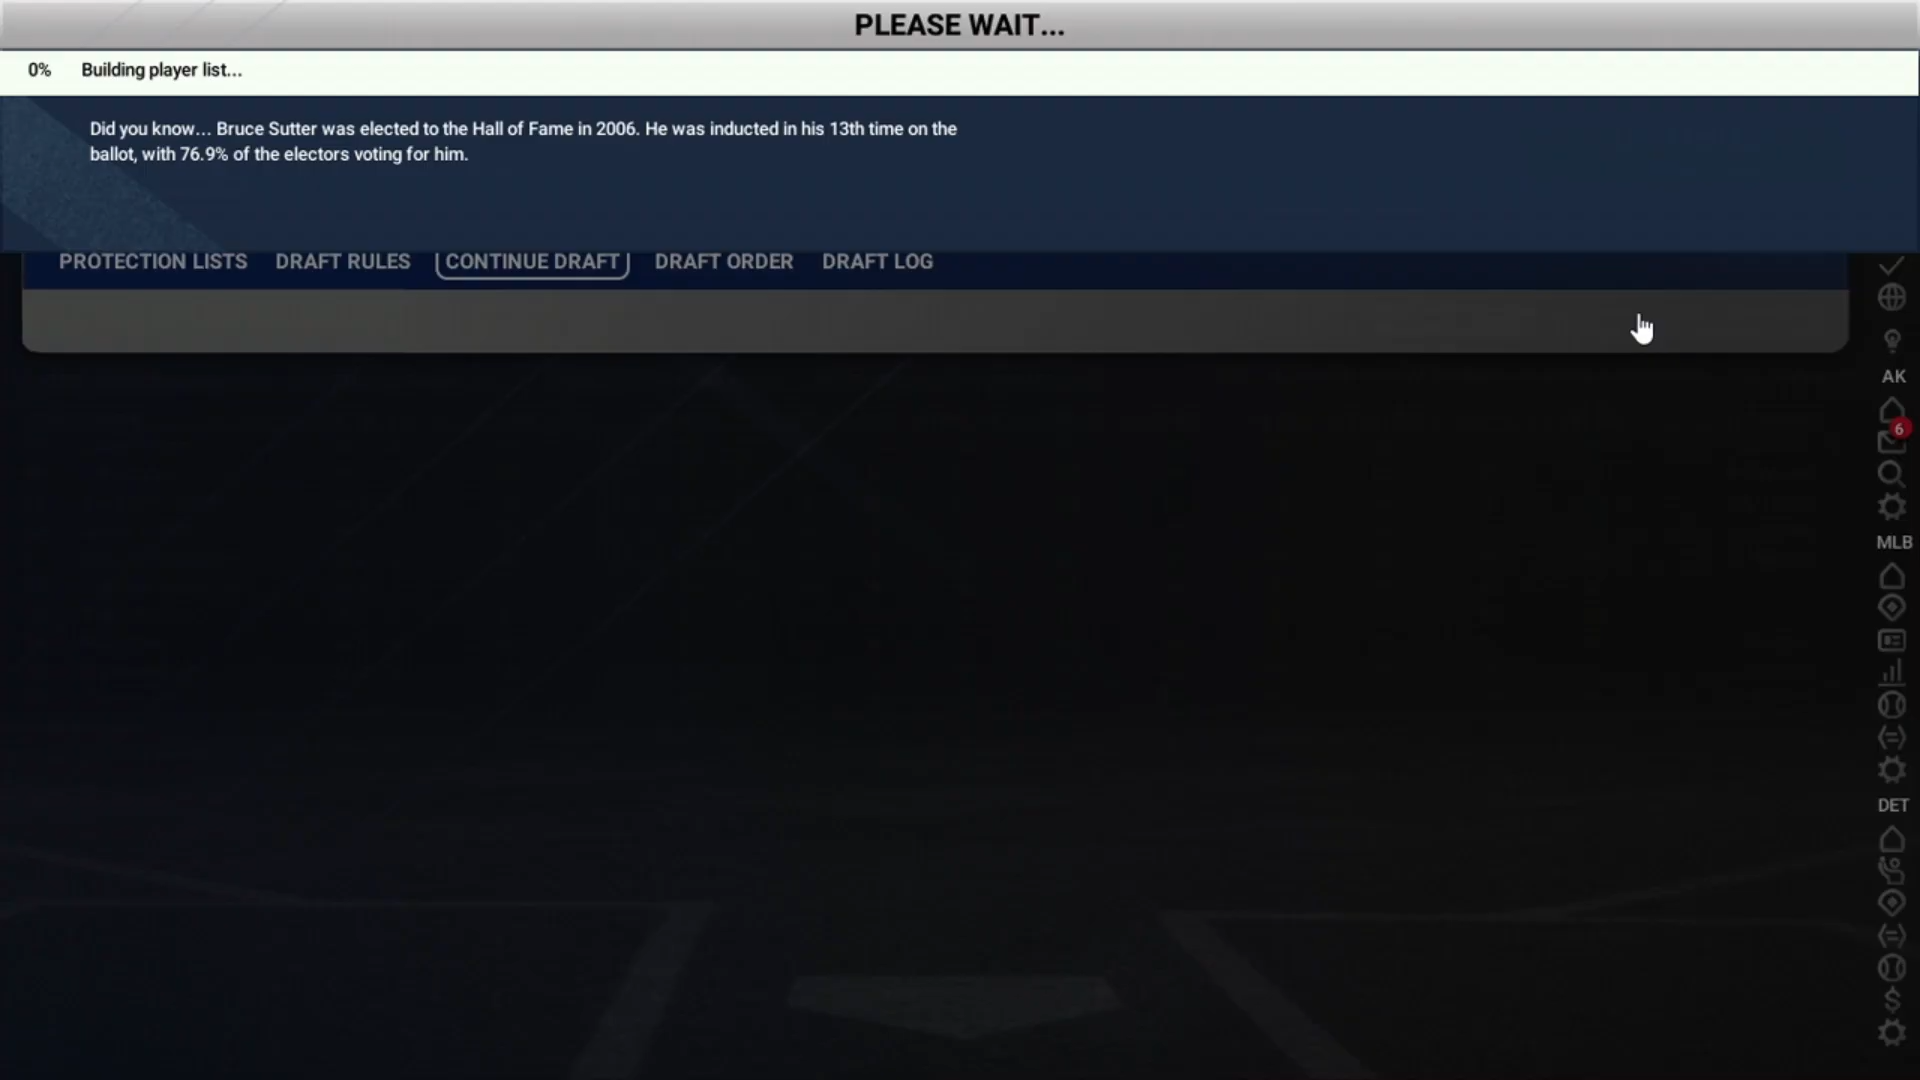 PLEASE WAIT...
0% Building player list...
Did you know... Bruce Sutter was elected to the Hall of Fame in 2006. He was inducted in his 13th time on the
ballot, with 76.9% of the electors voting for him.
PROTECTION LISTS DRAFT RULES CONTINUE DRAFT DRAFT ORDER DRAFT LOG
AK
6
MLB
DET